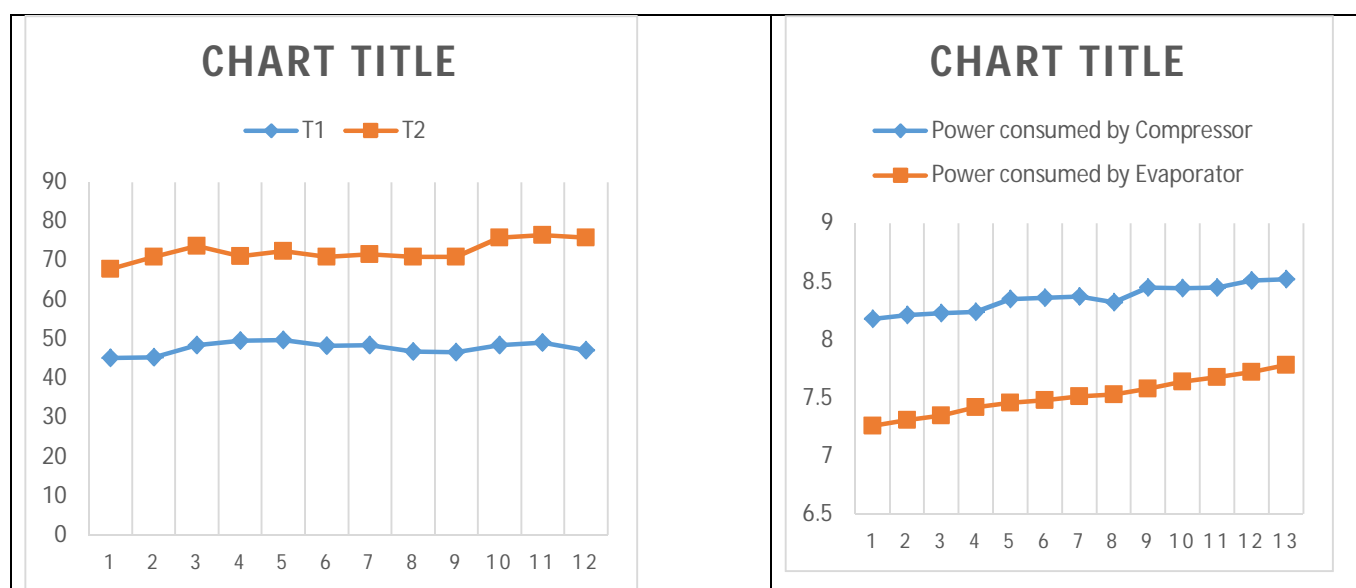 CHART TITLE
T1 T2
90
80
70
60
50
40
30
20
10
0
1 2 3 4 5 6 7 8 9 10 11 12
CHART TITLE
Power consumed by Compressor
Power consumed by Evaporator
9
8.5
8
7.5
7
6.5
1 2 3 4 5 6 7 8 9 10 11 12 13